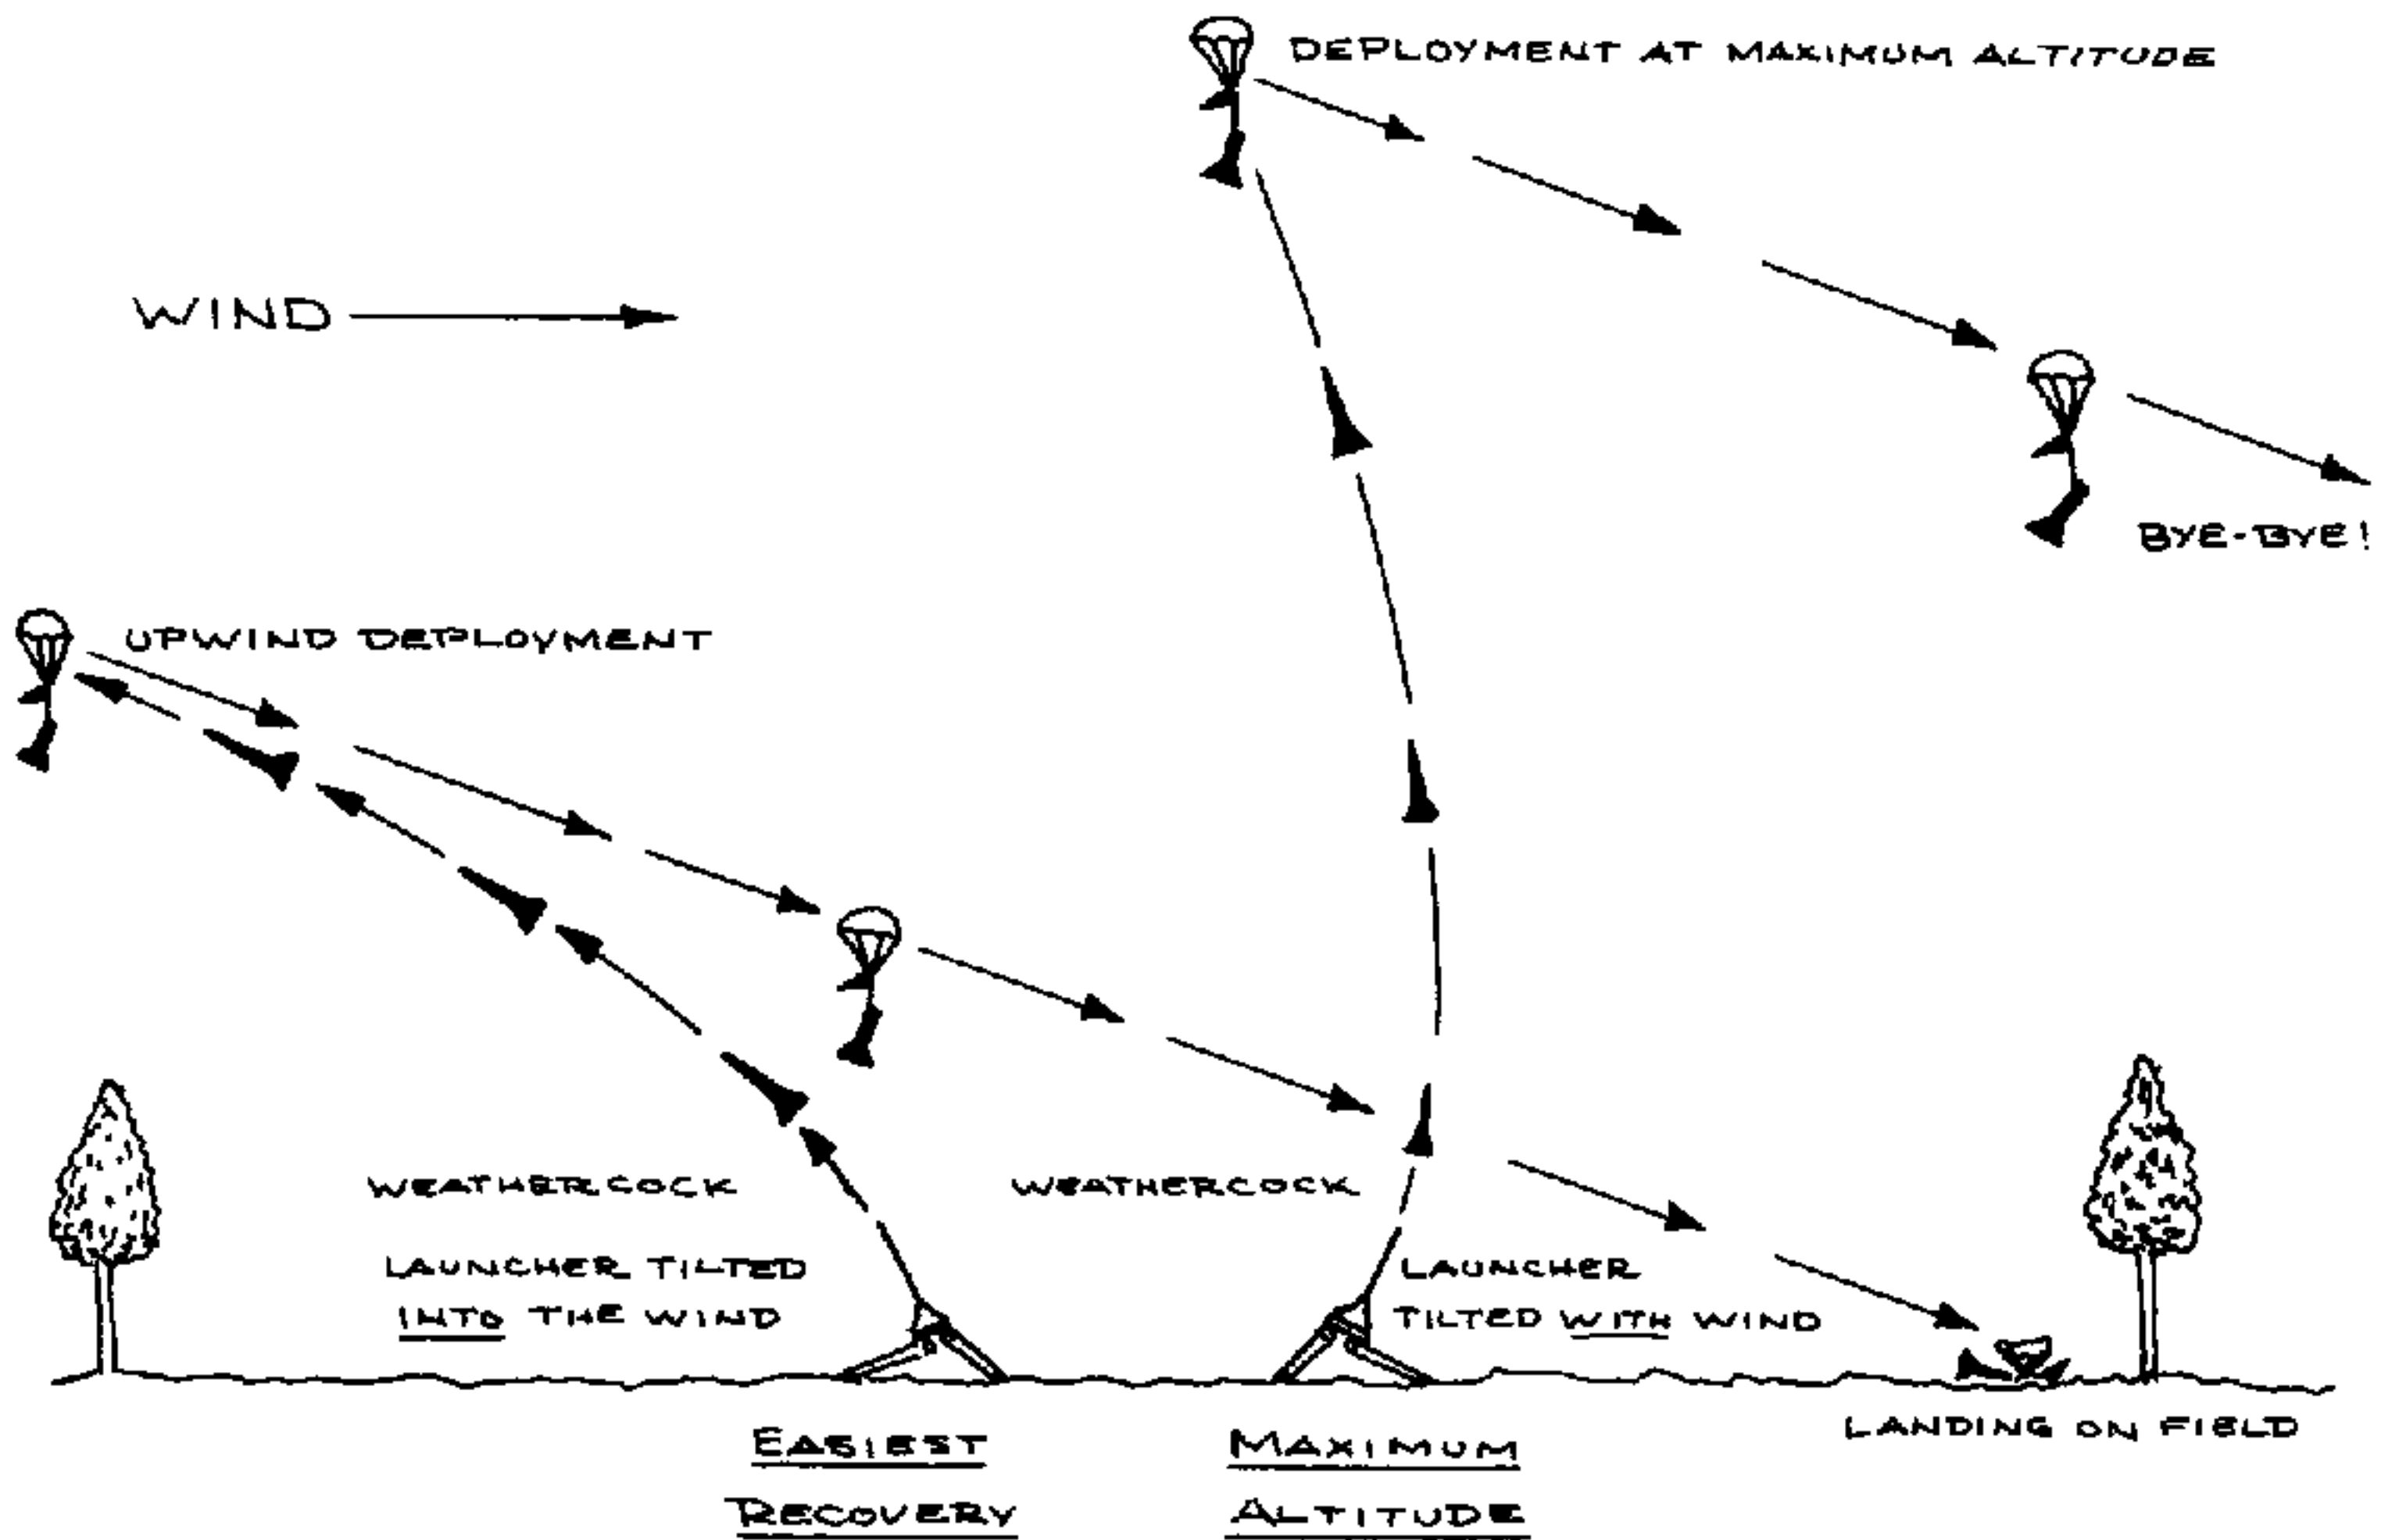 DEPLOYMENT AT MAXIMUM ALTITUDE
WIND
BYE-BYE!
UPWIND DEPLOYMENT
WEATHERCOCK
WEATHERCOCK
LAUNCHER TILTED
INTO THE WIND
LAUNCHER
TILTED WITH WIND
LANDING ON FIELD
EASIEST
RECOVERY
MAXIMUM
ALTITUDE